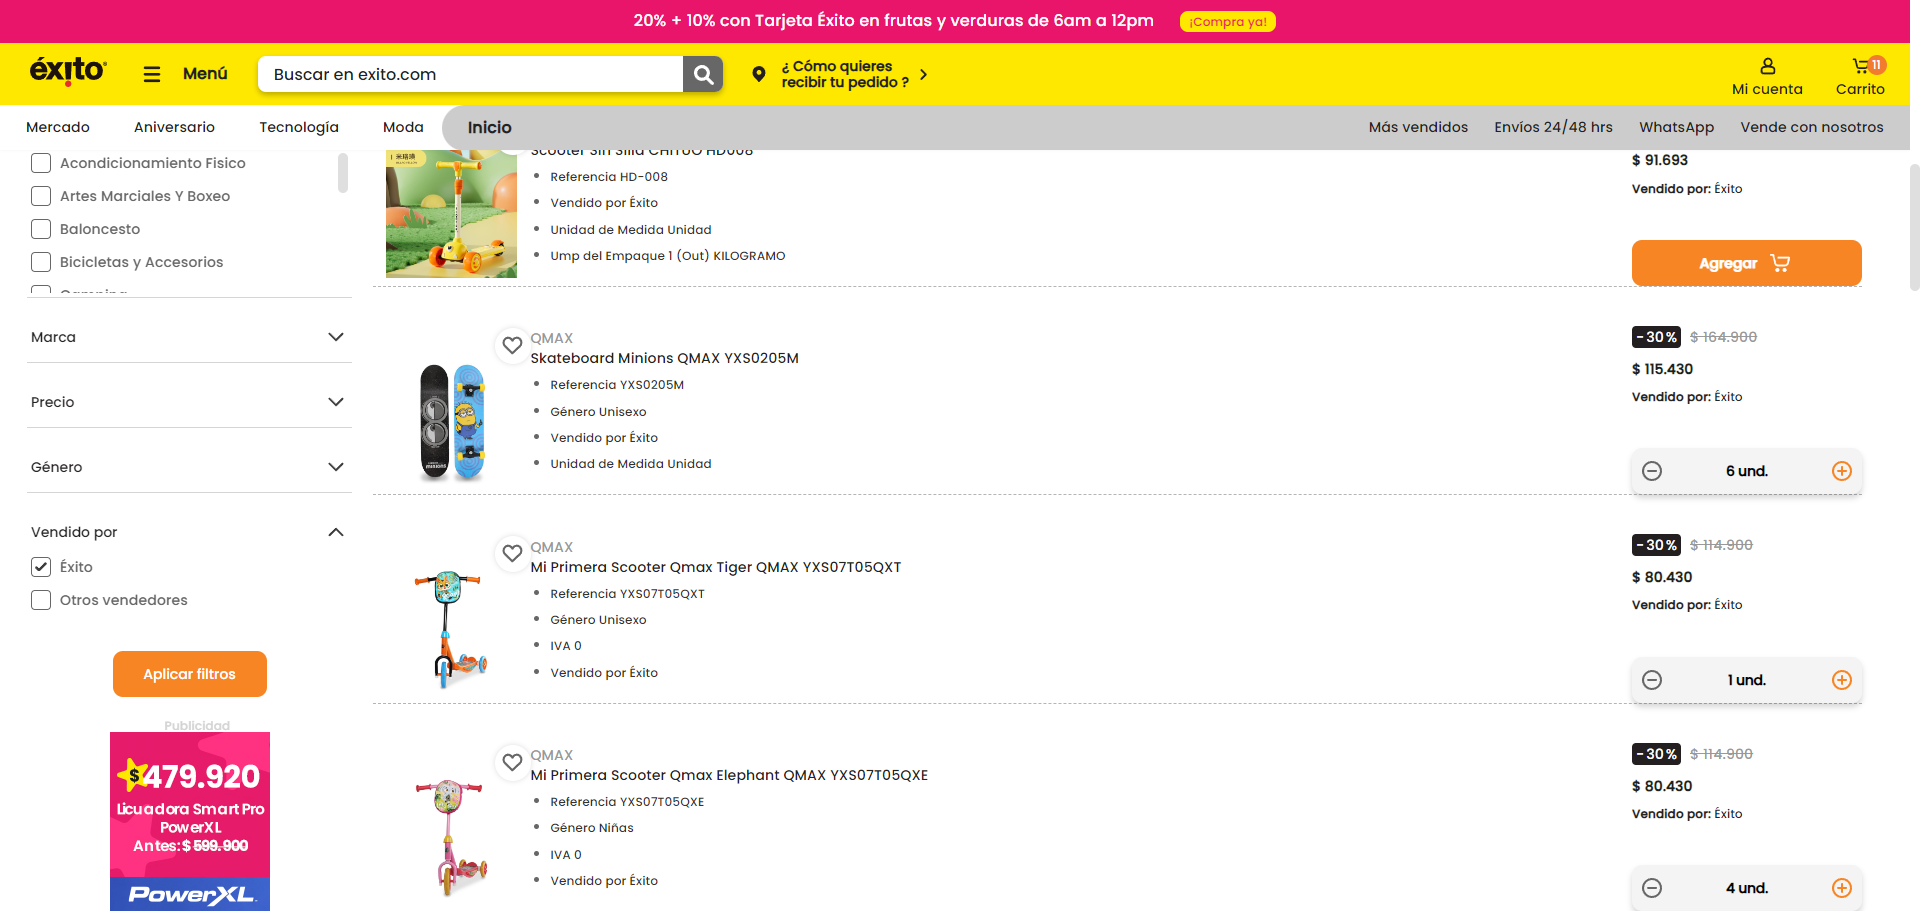 20% + 10% con Tarjeta Éxito en frutas y verduras de 6am a 12pm ¡Compra ya!
éxito
Menú
Buscar en exito.com
¿ Cómo quieres
recibir tu pedido ?
Mi cuenta
11
Carrito
Mercado Aniversario Tecnología Moda Inicio Más vendidos Envíos 24/48 hrs WhatsApp Vende con nosotros
Acondicionamiento Fisico
Artes Marciales Y Boxeo
Baloncesto
Bicicletas y Accesorios
Camping
Marca
Precio
Género
Vendido por
Éxito
Otros vendedores
Aplicar filtros
Publicidad
$479.920
Licuadora Smart Pro
PowerXL
Antes: $ 599.900
PowerXL
Scooter Sin Silla CHITUO HD008
Referencia HD-008
Vendido por Éxito
Unidad de Medida Unidad
Ump del Empaque 1 (Out) KILOGRAMO
$ 91.693
Vendido por: Éxito
Agregar
QMAX
Skateboard Minions QMAX YXS0205M
Referencia YXS0205M
Género Unisexo
Vendido por Éxito
Unidad de Medida Unidad
-30% $ 164.900
$ 115.430
Vendido por: Éxito
6 und.
QMAX
Mi Primera Scooter Qmax Tiger QMAX YXS07T05QXT
Referencia YXS07T05QXT
Género Unisexo
IVA 0
Vendido por Éxito
-30% $ 114.900
$ 80.430
Vendido por: Éxito
1 und.
QMAX
Mi Primera Scooter Qmax Elephant QMAX YXS07T05QXE
Referencia YXS07T05QXE
Género Niñas
IVA 0
Vendido por Éxito
-30% $ 114.900
$ 80.430
Vendido por: Éxito
4 und.